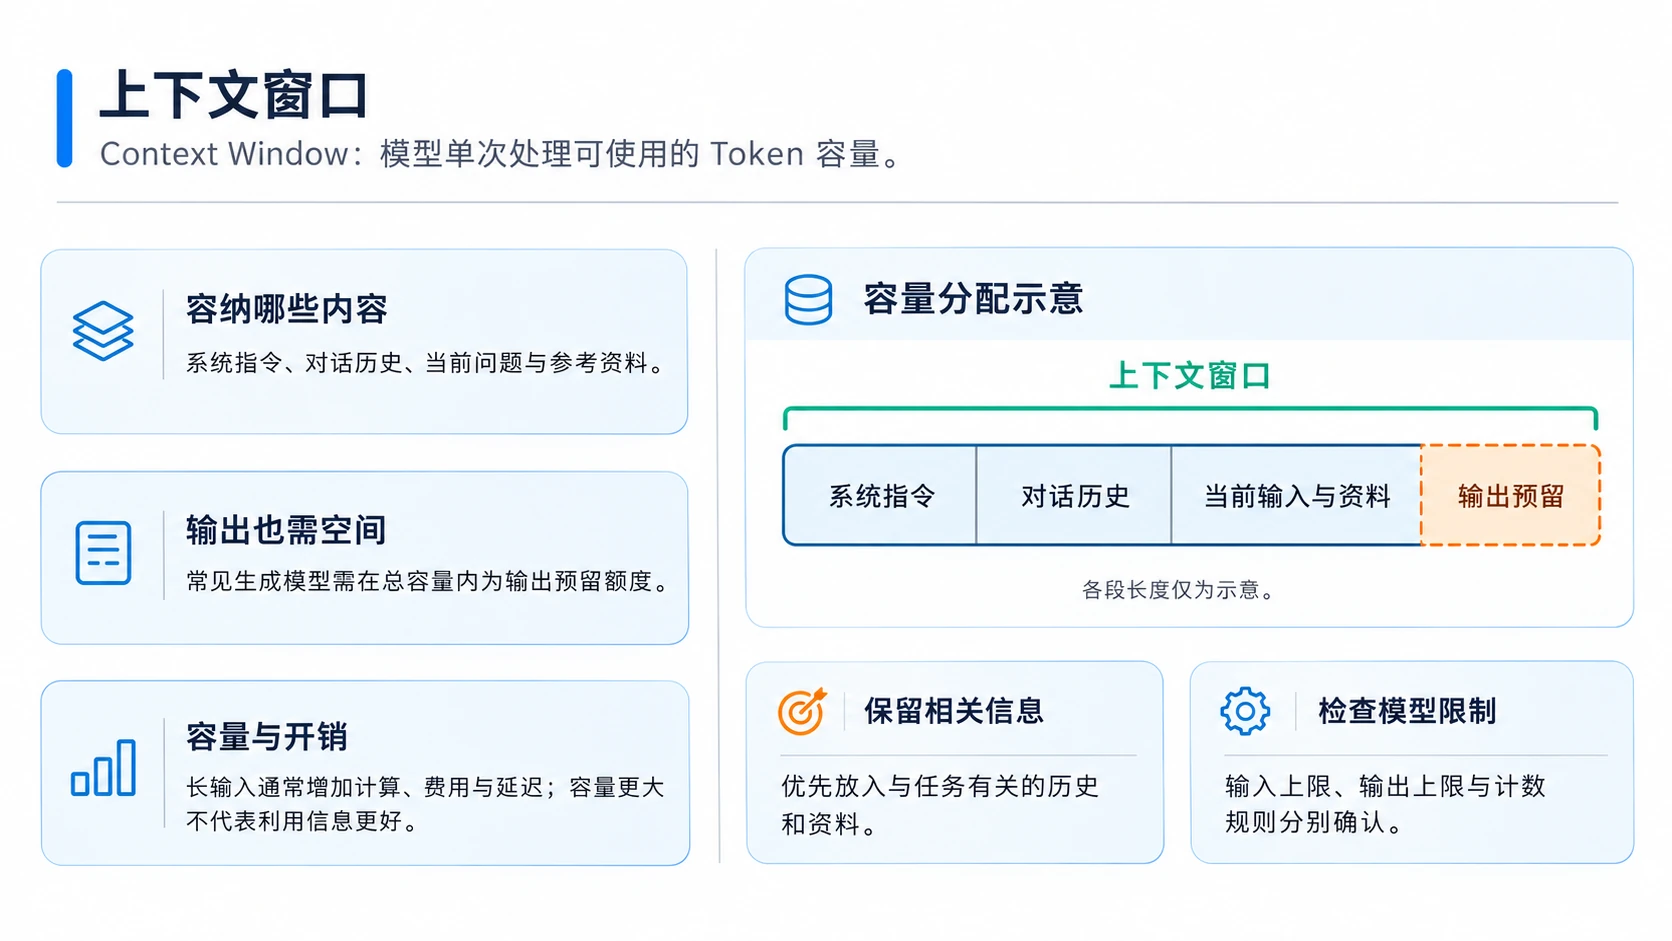 上下文窗口
Context Window：模型单次处理可使用的 Token 容量。
容纳哪些内容
系统指令、对话历史、当前问题与参考资料。
输出也需空间
常见生成模型需在总容量内为输出预留额度。
容量与开销
长输入通常增加计算、费用与延迟；容量更大
不代表利用信息更好。
容量分配示意
上下文窗口
系统指令
对话历史
当前输入与资料
输出预留
各段长度仅为示意。
保留相关信息
优先放入与任务有关的历史
和资料。
检查模型限制
输入上限、输出上限与计数
规则分别确认。